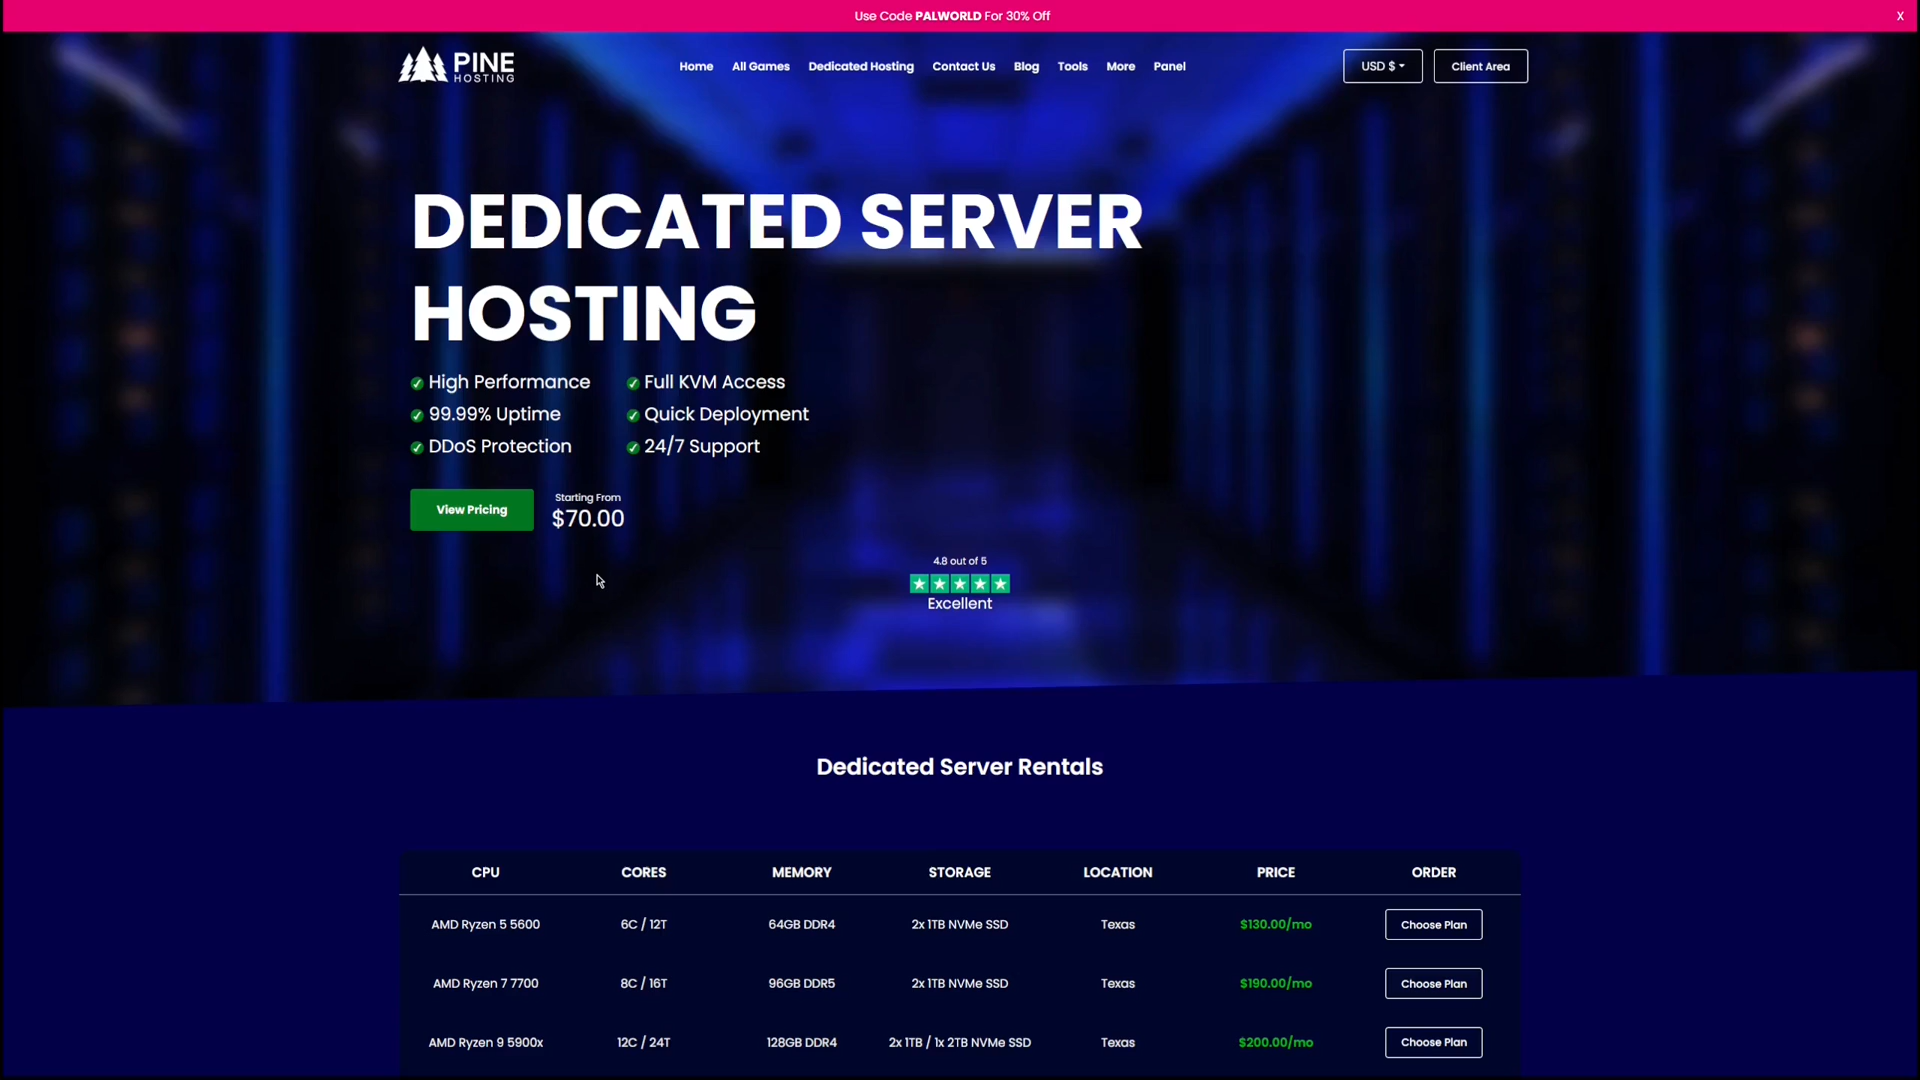 Use Code PALWORLD For 30% Off
X
PINE
HOSTING
Home
All Games
Dedicated Hosting
Contact Us
Blog
Tools
More
Panel
USD $
Client Area
DEDICATED SERVER
HOSTING
High Performance
Full KVM Access
99.99% Uptime
Quick Deployment
DDoS Protection
24/7 Support
View Pricing
Starting From
$70.00
4.8 out of 5
Excellent
Dedicated Server Rentals
CPU CORES MEMORY STORAGE LOCATION PRICE ORDER
AMD Ryzen 5 5600 6C / 12T 64GB DDR4 2x 1TB NVMe SSD Texas $130.00/mo Choose Plan
AMD Ryzen 7 7700 8C / 16T 96GB DDR5 2x 1TB NVMe SSD Texas $190.00/mo Choose Plan
AMD Ryzen 9 5900x 12C / 24T 128GB DDR4 2x 1TB / 1x 2TB NVMe SSD Texas $200.00/mo Choose Plan